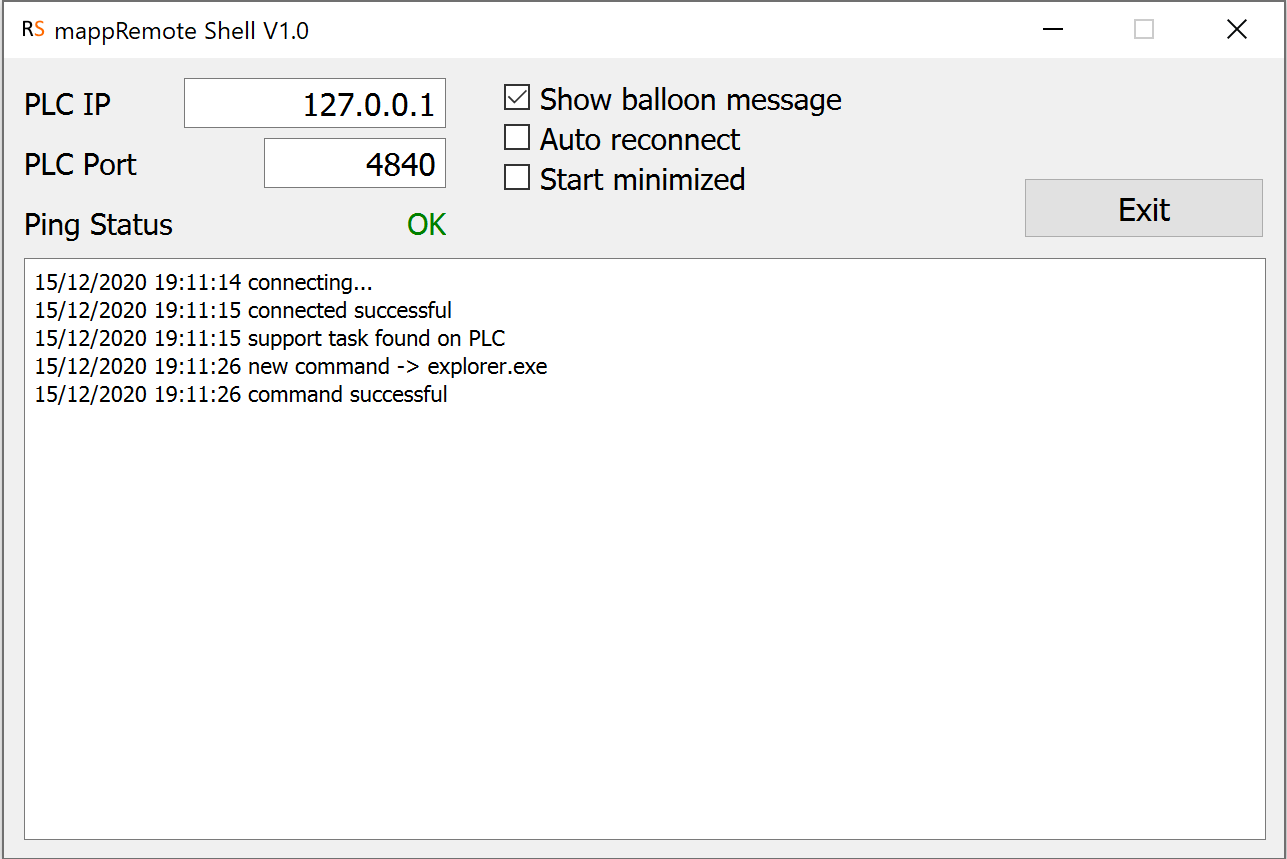 RS mappRemote Shell V1.0
PLC IP 127.0.0.1
PLC Port 4840
Ping Status OK
Show balloon message
Auto reconnect
Start minimized
Exit
15/12/2020 19:11:14 connecting...
15/12/2020 19:11:15 connected successful
15/12/2020 19:11:15 support task found on PLC
15/12/2020 19:11:26 new command -> explorer.exe
15/12/2020 19:11:26 command successful